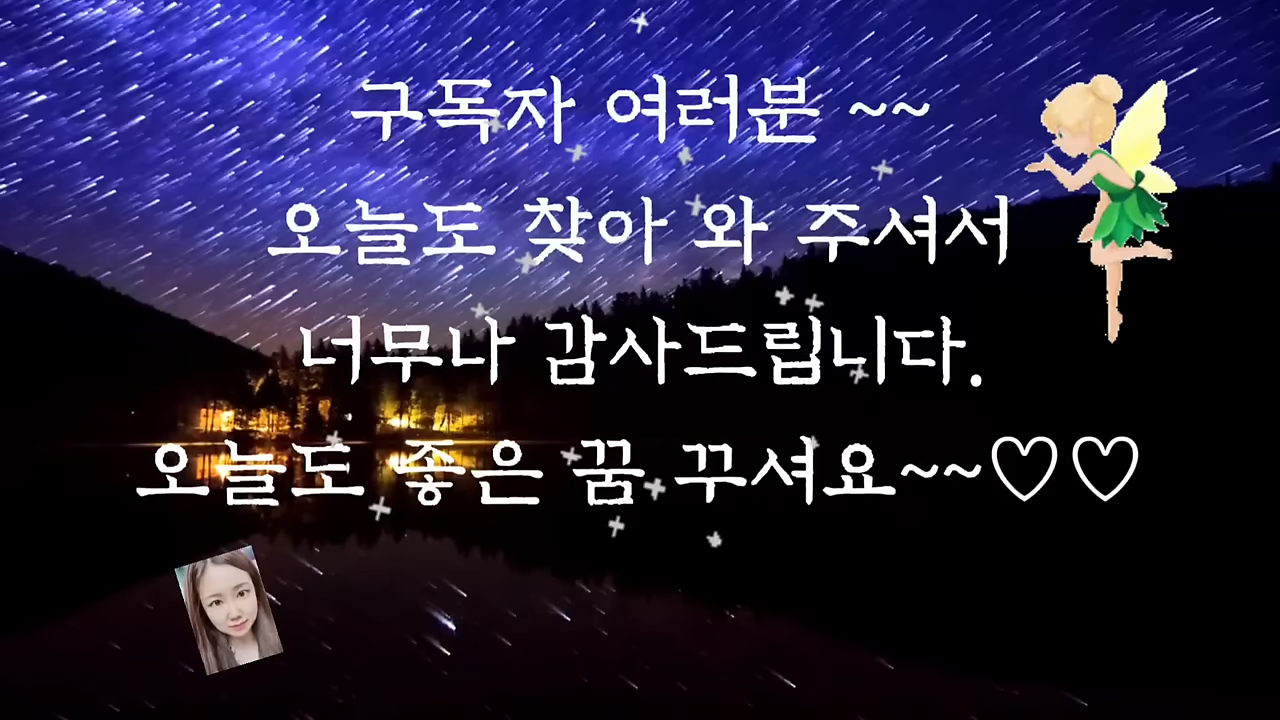 구독자 여러분 ~~
오늘도 찾아 와 주셔서
너무나 감사드립니다.
오늘도 좋은 꿈 꾸셔요~~♡♡